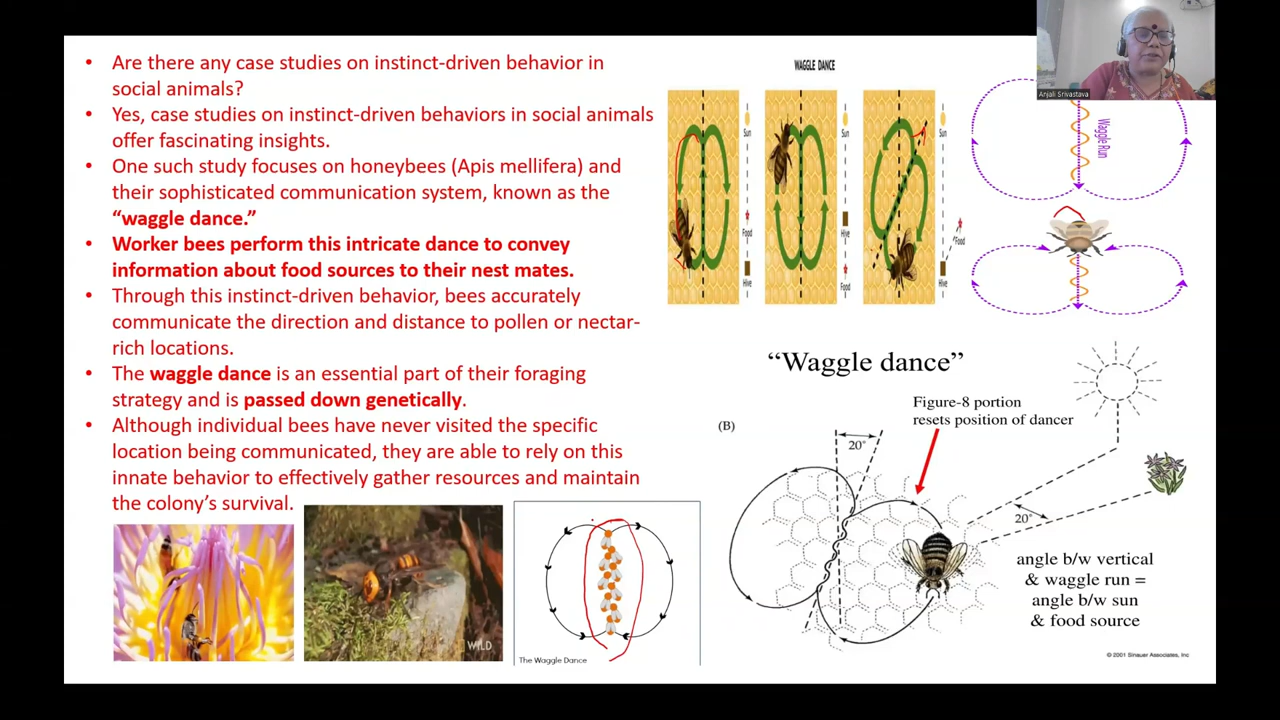 • Are there any case studies on instinct-driven behavior in
social animals?
• Yes, case studies on instinct-driven behaviors in social animals
offer fascinating insights.
• One such study focuses on honeybees (Apis mellifera) and
their sophisticated communication system, known as the
“waggle dance.”
• Worker bees perform this intricate dance to convey
information about food sources to their nest mates.
• Through this instinct-driven behavior, bees accurately
communicate the direction and distance to pollen or nectar-
rich locations.
• The waggle dance is an essential part of their foraging
strategy and is passed down genetically.
• Although individual bees have never visited the specific
location being communicated, they are able to rely on this
innate behavior to effectively gather resources and maintain
the colony’s survival.
WILD
The Waggle Dance
WAGGLE DANCE
Sun
Food
Hive
Sun
Hive
Food
Sun
Food
Hive
Waggle Run
Anjali Srivastava
“Waggle dance”
Figure-8 portion
resets position of dancer
(B)
20°
20°
angle b/w vertical
& waggle run =
angle b/w sun
& food source
© 2001 Sinauer Associates, Inc